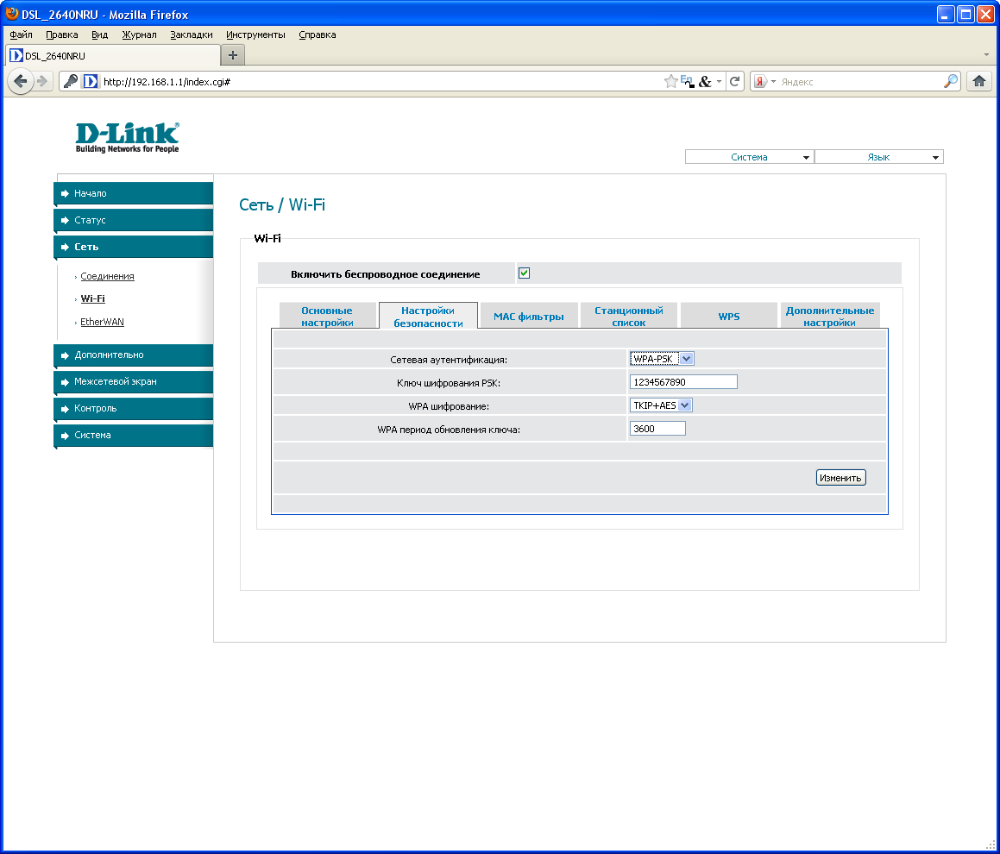 DSL_2640NRU - Mozilla Firefox
Файл Правка Вид Журнал Закладки Инструменты Справка
DSL_2640NRU
http://192.168.1.1/index.cgi#
Яндекс
D-Link
Building Networks for People
Система Язык
Начало
Статус
Сеть
Соединения
Wi-Fi
EtherWAN
Дополнительно
Межсетевой экран
Контроль
Система
Сеть / Wi-Fi
Wi-Fi
Включить беспроводное соединение
Основные настройки
Настройки безопасности
MAC фильтры
Станционный список
WPS
Дополнительные настройки
Сетевая аутентификация: WPA-PSK
Ключ шифрования PSK: 1234567890
WPA шифрование: TKIP+AES
WPA период обновления ключа: 3600
Изменить